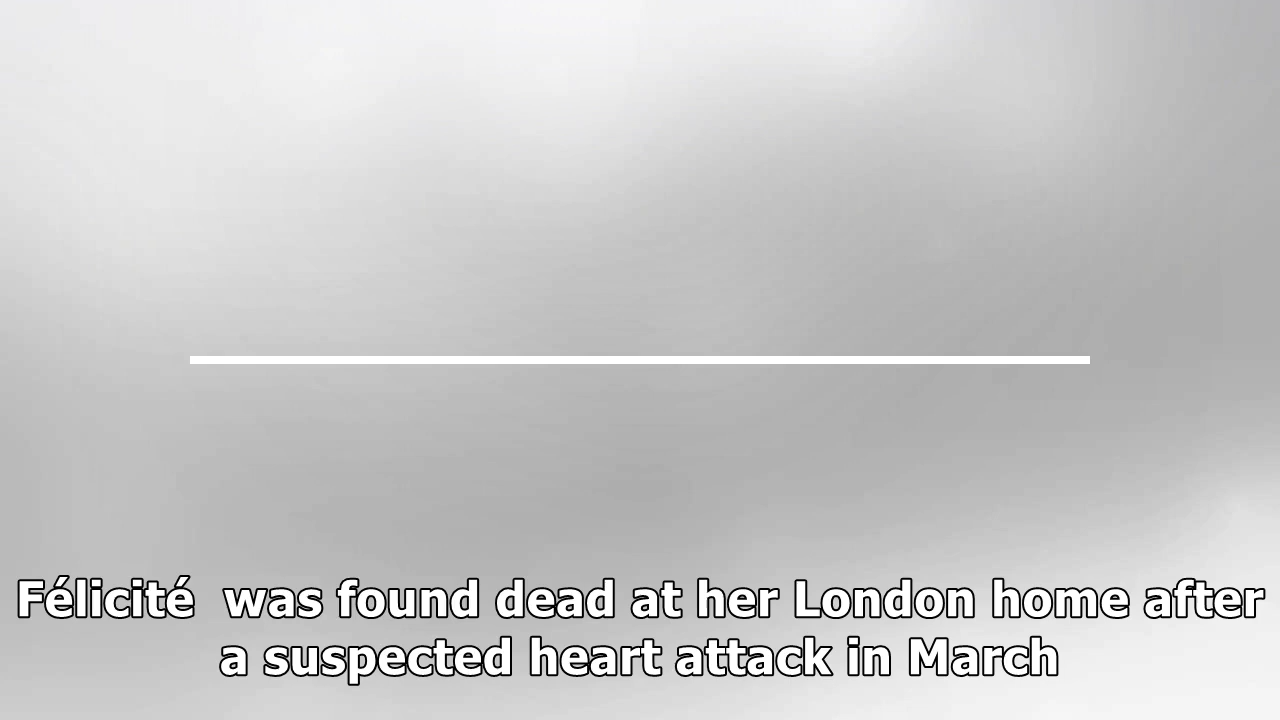 Félicité  was found dead at her London home after
a suspected heart attack in March